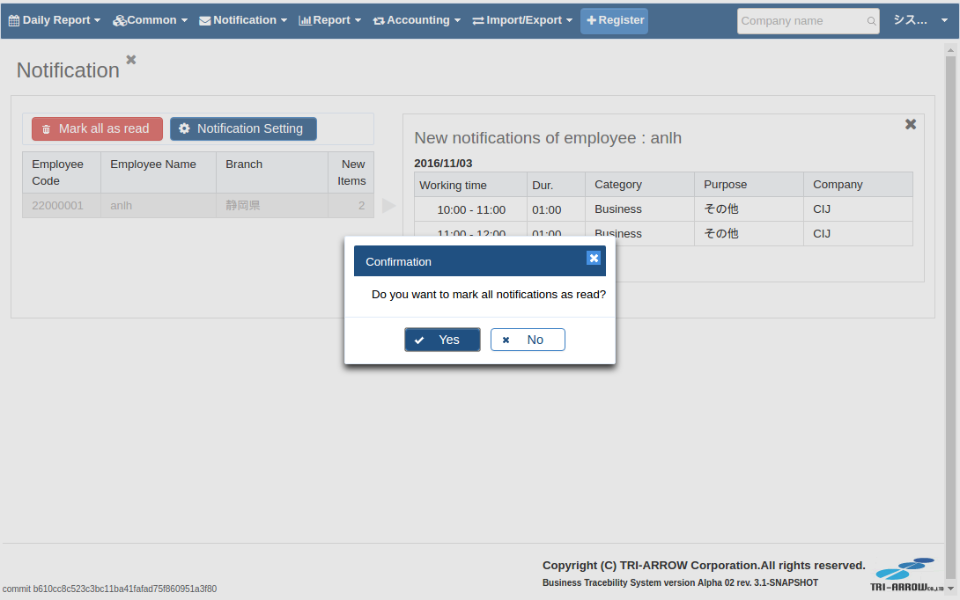 Daily Report Common Notification Report Accounting Import/Export Register Company name シス...
Notification
Mark all as read Notification Setting
Employee Code Employee Name Branch New Items
22000001 anlh 静岡県 2
New notifications of employee : anlh
2016/11/03
Working time Dur. Category Purpose Company
10:00 - 11:00 01:00 Business その他 CIJ
11:00 - 12:00 01:00 Business その他 CIJ
Confirmation
Do you want to mark all notifications as read?
Yes No
Copyright (C) TRI-ARROW Corporation.All rights reserved.
Business Tracebility System version Alpha 02 rev. 3.1-SNAPSHOT
TRI-ARROW CO.,LTD
commit b610cc8c523c3bc11ba41fafad75f860951a3f80